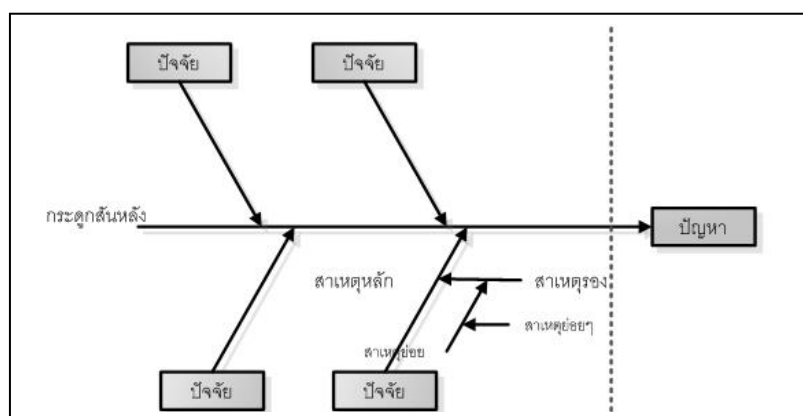 ปัจจัย
ปัจจัย
กระดูกสันหลัง
ปัญหา
สาเหตุหลัก
สาเหตุรอง
สาเหตุย่อยๆ
สาเหตุย่อย
ปัจจัย
ปัจจัย